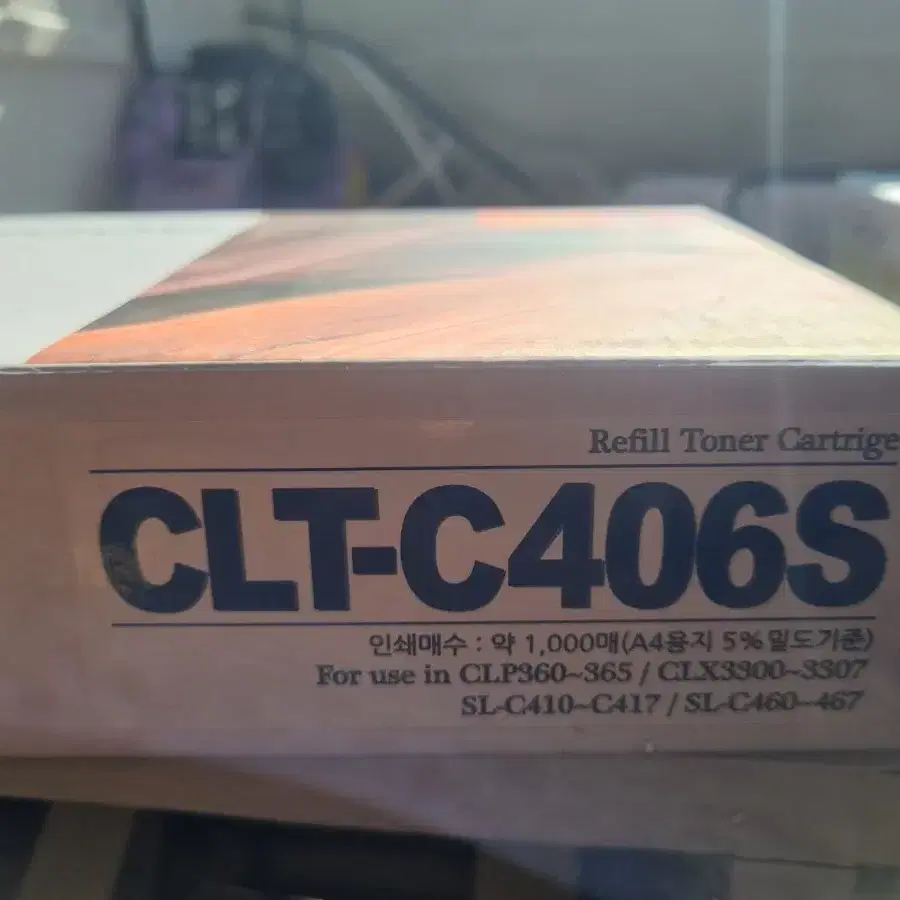 Refill Toner Cartrige
CLT-C406S
인쇄매수 : 약 1,000매(A4용지 5%밀도기준)
For use in CLP360~365 / CLX3300~3307
SL-C410~C417 / SL-C460~467